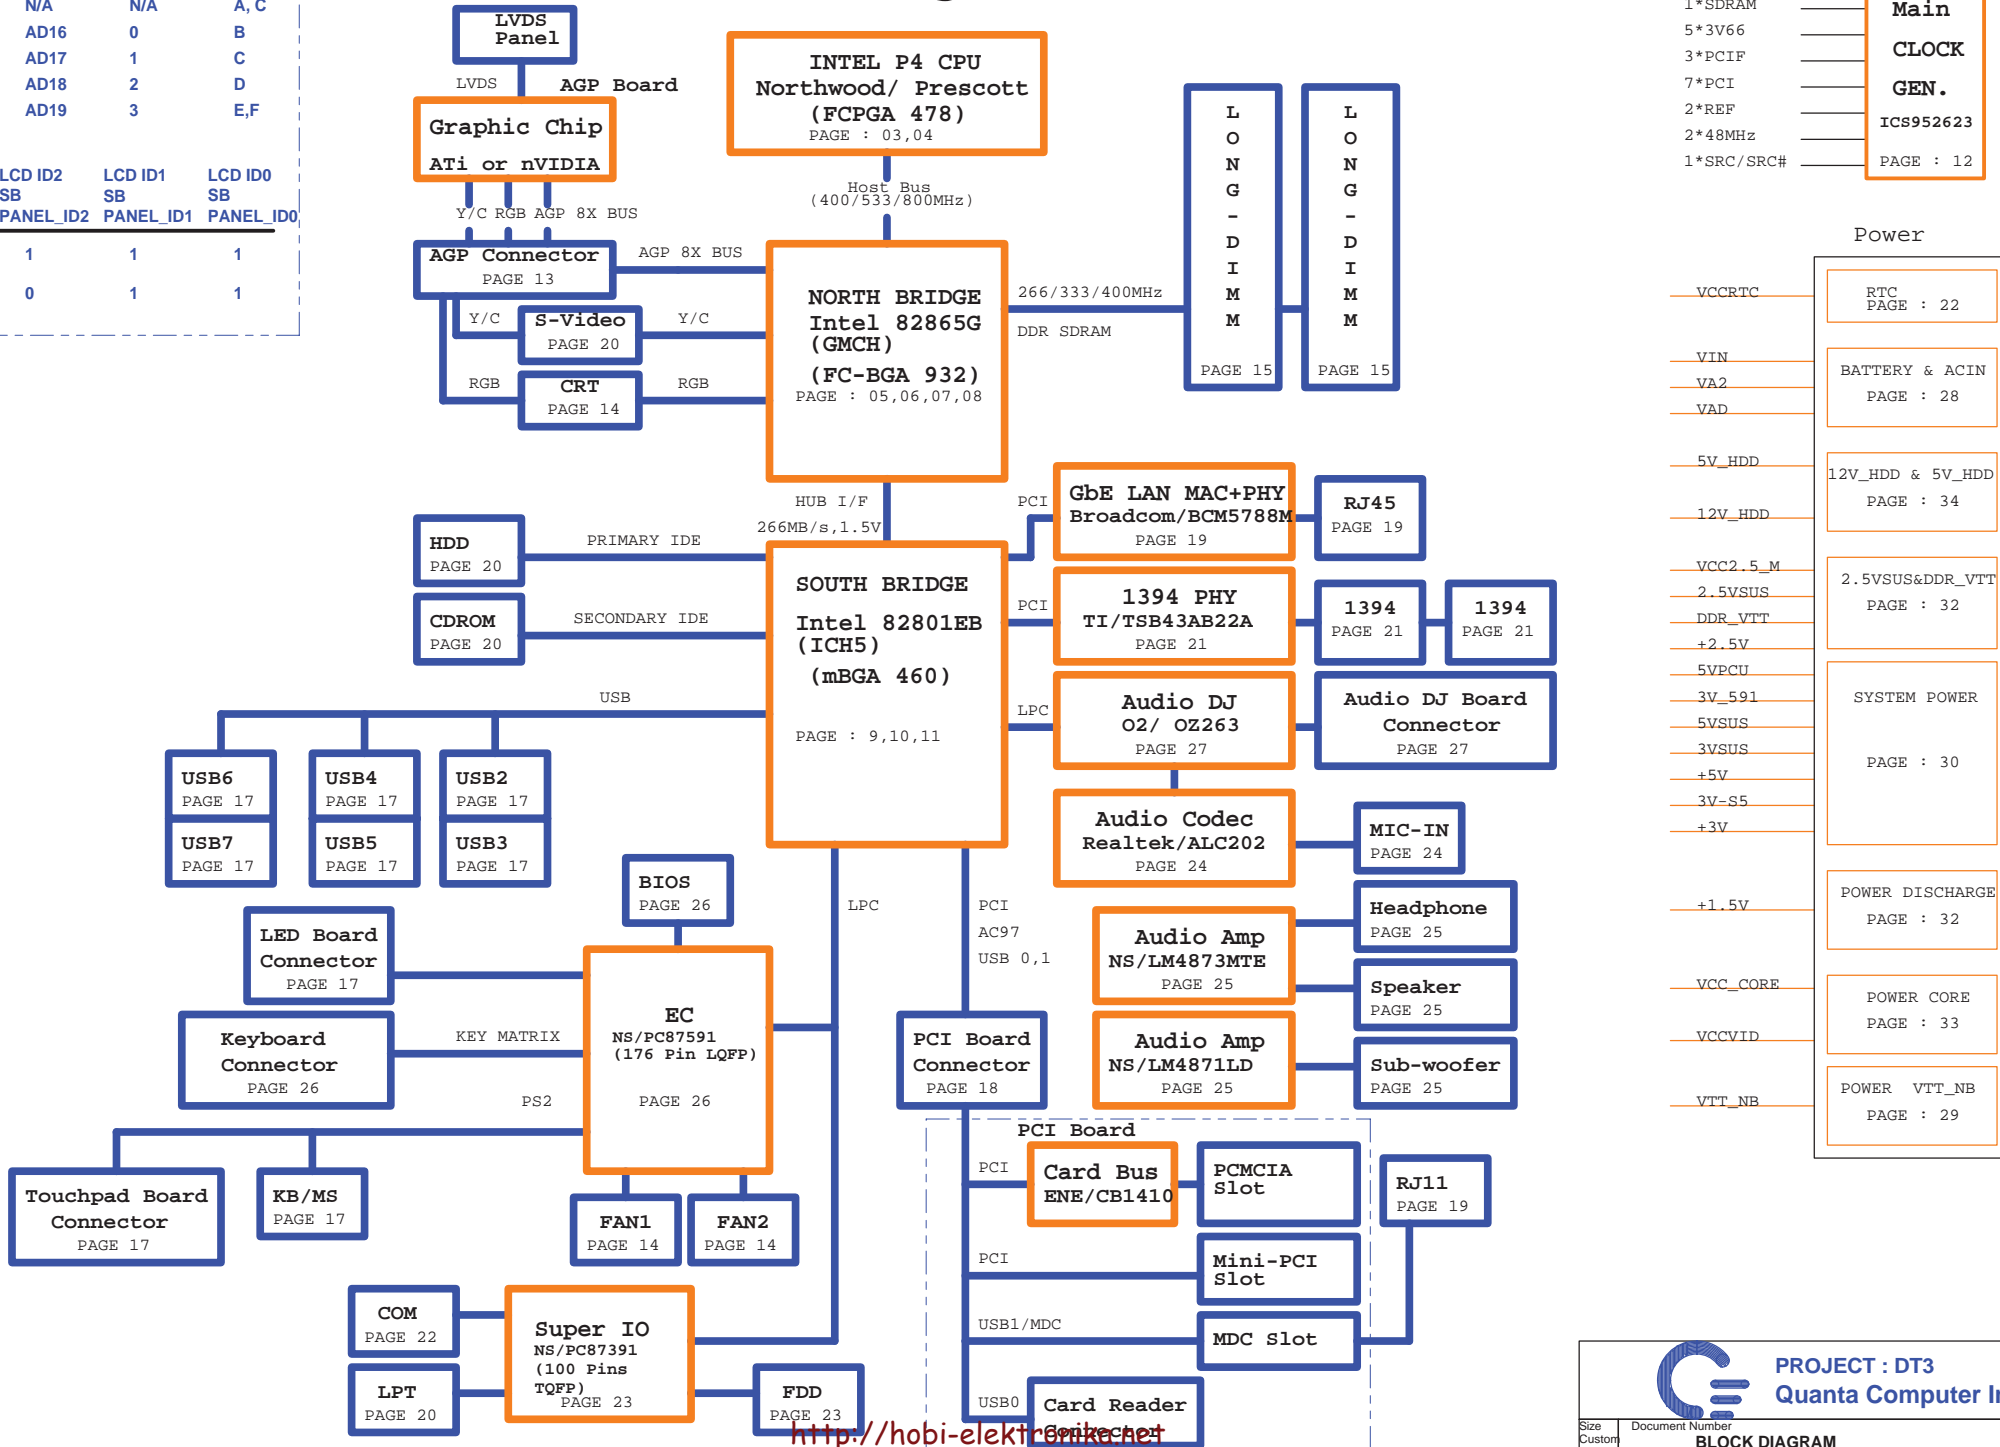 N/A N/A A, C
AD16 0 B
AD17 1 C
AD18 2 D
AD19 3 E,F
LCD ID2 LCD ID1 LCD ID0
SB SB SB
PANEL_ID2 PANEL_ID1 PANEL_ID0
1 1 1
0 1 1
LVDS
Panel
LVDS
AGP Board
Graphic Chip
ATi or nVIDIA
Y/C RGB AGP 8X BUS
AGP Connector
PAGE 13
AGP 8X BUS
Y/C
S-Video
PAGE 20
Y/C
RGB
CRT
PAGE 14
RGB
INTEL P4 CPU
Northwood/ Prescott
(FCPGA 478)
PAGE : 03,04
Host Bus
(400/533/800MHz)
NORTH BRIDGE
Intel 82865G
(GMCH)
(FC-BGA 932)
PAGE : 05,06,07,08
266/333/400MHz
DDR SDRAM
LONG-DIMM
PAGE 15
LONG-DIMM
PAGE 15
1*SDRAM
5*3V66
3*PCIF
7*PCI
2*REF
2*48MHz
1*SRC/SRC#
Main
CLOCK
GEN.
ICS952623
PAGE : 12
HUB I/F
266MB/s,1.5V
HDD
PAGE 20
PRIMARY IDE
CDROM
PAGE 20
SECONDARY IDE
SOUTH BRIDGE
Intel 82801EB
(ICH5)
(mBGA 460)
PAGE : 9,10,11
PCI
GbE LAN MAC+PHY
Broadcom/BCM5788M
PAGE 19
RJ45
PAGE 19
PCI
1394 PHY
TI/TSB43AB22A
PAGE 21
1394
PAGE 21
1394
PAGE 21
LPC
Audio DJ
O2/ OZ263
PAGE 27
Audio DJ Board
Connector
PAGE 27
Audio Codec
Realtek/ALC202
PAGE 24
MIC-IN
PAGE 24
Audio Amp
NS/LM4873MTE
PAGE 25
Headphone
PAGE 25
Speaker
PAGE 25
Audio Amp
NS/LM4871LD
PAGE 25
Sub-woofer
PAGE 25
USB
USB6
PAGE 17
USB4
PAGE 17
USB2
PAGE 17
USB7
PAGE 17
USB5
PAGE 17
USB3
PAGE 17
BIOS
PAGE 26
LPC
PCI
AC97
USB 0,1
LED Board
Connector
PAGE 17
Keyboard
Connector
PAGE 26
KEY MATRIX
PS2
EC
NS/PC87591
(176 Pin LQFP)
PAGE 26
Touchpad Board
Connector
PAGE 17
KB/MS
PAGE 17
FAN1
PAGE 14
FAN2
PAGE 14
COM
PAGE 22
LPT
PAGE 20
Super IO
NS/PC87391
(100 Pins
TQFP)
PAGE 23
FDD
PAGE 23
PCI Board
Connector
PAGE 18
PCI Board
PCI
Card Bus
ENE/CB1410
PCMCIA
Slot
RJ11
PAGE 19
PCI
Mini-PCI
Slot
USB1/MDC
MDC Slot
USB0
Card Reader
Connector
http://hobi-elektronika.net
Power
VCCRTC
RTC
PAGE : 22
VIN
VA2
VAD
BATTERY & ACIN
PAGE : 28
5V_HDD
12V_HDD
12V_HDD & 5V_HDD
PAGE : 34
VCC2.5_M
2.5VSUS
DDR_VTT
+2.5V
2.5VSUS&DDR_VTT
PAGE : 32
5VPCU
3V_591
5VSUS
3VSUS
+5V
3V-S5
+3V
SYSTEM POWER
PAGE : 30
+1.5V
POWER DISCHARGE
PAGE : 32
VCC_CORE
VCCVID
POWER CORE
PAGE : 33
VTT_NB
POWER VTT_NB
PAGE : 29
PROJECT : DT3
Quanta Computer In
Size
Custom
Document Number
BLOCK DIAGRAM